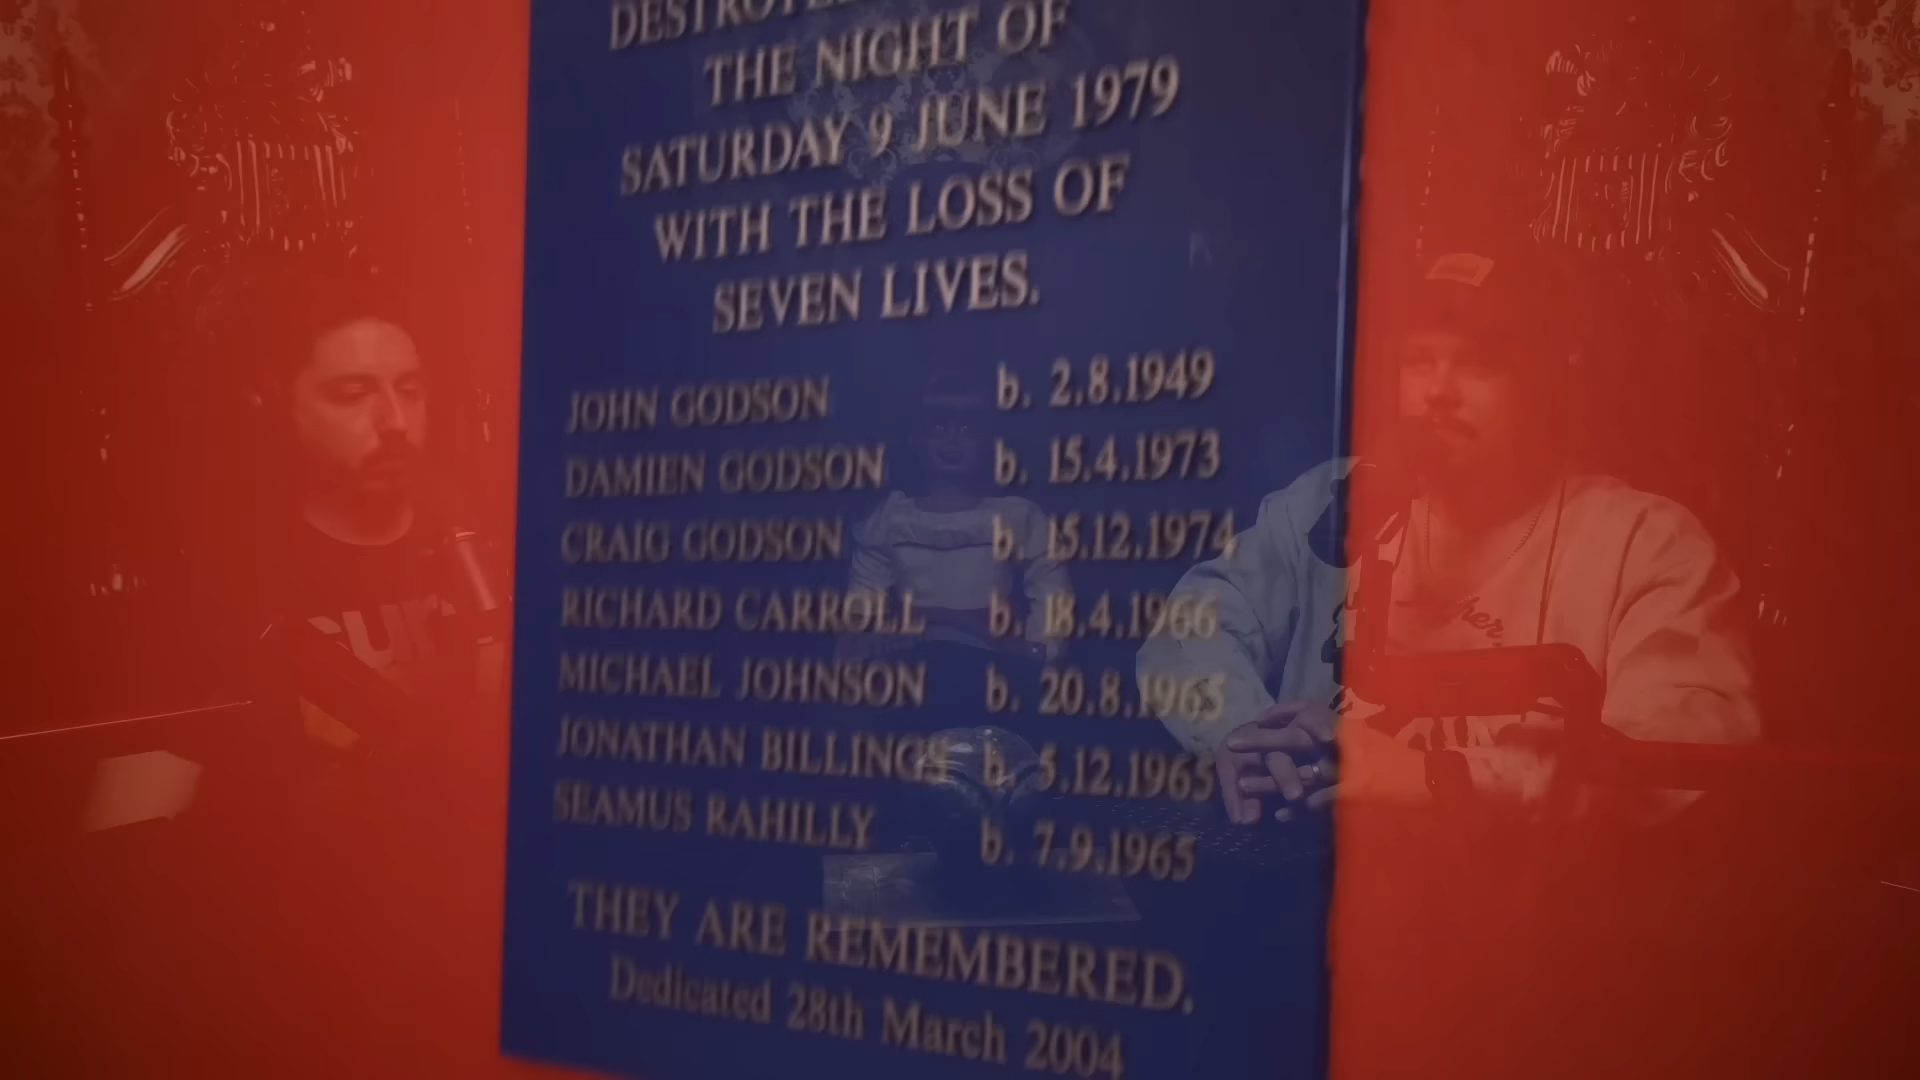 THE NIGHT OF
SATURDAY 9 JUNE 1979
WITH THE LOSS OF
SEVEN LIVES.
JOHN GODSON b. 2.8.1949
DAMIEN GODSON b. 15.4.1973
CRAIG GODSON b. 15.12.1974
RICHARD CARROLL b. 18.4.1966
MICHAEL JOHNSON b. 20.8.1965
JONATHAN BILLINGS b. 5.12.1965
SEAMUS RAHILLY b. 7.9.1965
THEY ARE REMEMBERED.
Dedicated 28th March 2004